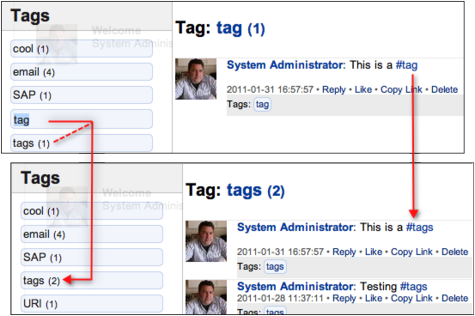 Tags
Welcome
System Adminis
cool (1)
email (4)
SAP (1)
tag
tags (1)
Tag: tag (1)
System Administrator: This is a #tag
2011-01-31 16:57:57 • Reply • Like • Copy Link • Delete
Tags: tag
Tags
Welcome
System Adminis
cool (1)
email (4)
SAP (1)
tags (2)
URI (1)
Tag: tags (2)
System Administrator: This is a #tags
2011-01-31 16:57:57 • Reply • Like • Copy Link • Delete
Tags: tags
System Administrator: Testing #tags
2011-01-28 11:37:11 • Reply • Like • Copy Link • Delete
Tags: tags